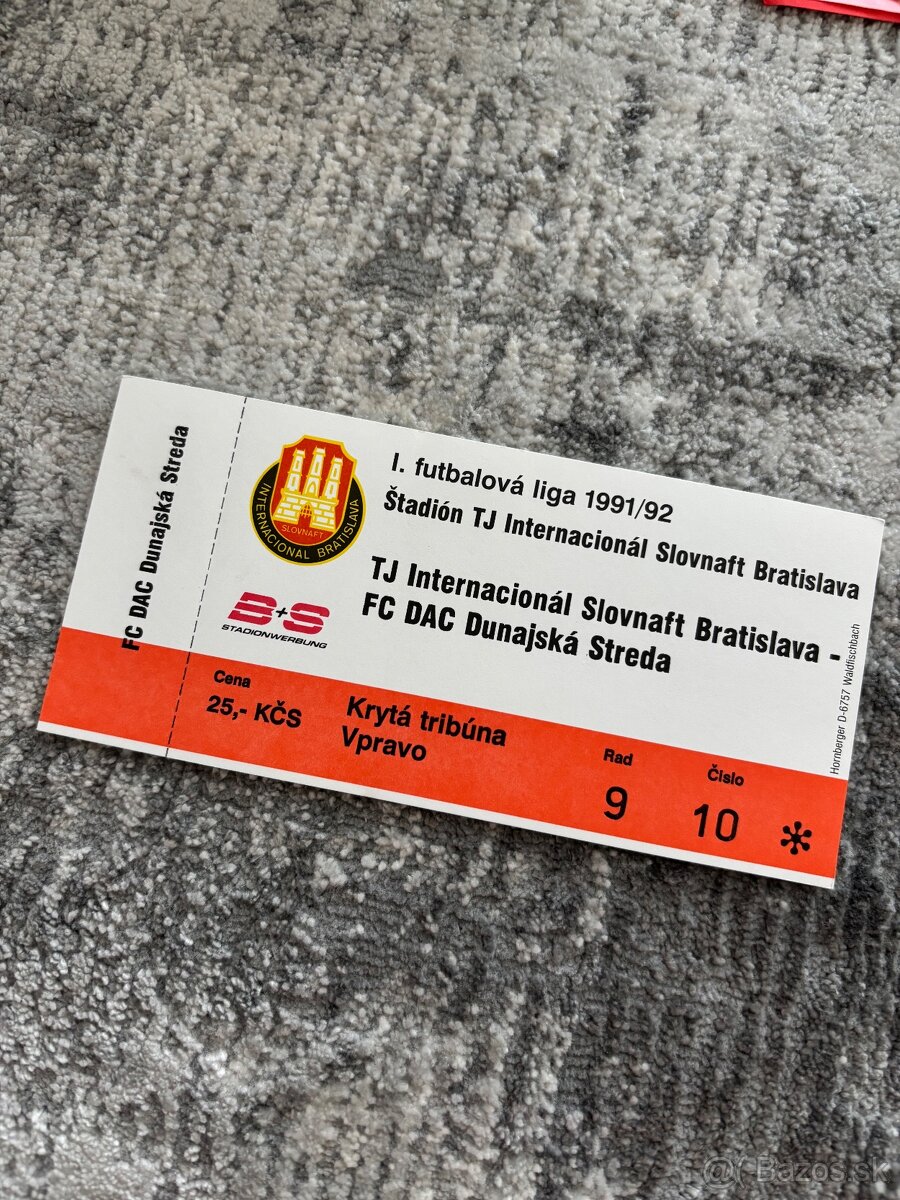 FC DAC Dunajská Streda
INTERNACIONÁL BRATISLAVA
SLOVNAFT
I. futbalová liga 1991/92
Štadión TJ Internacionál Slovnaft Bratislava
TJ Internacionál Slovnaft Bratislava -
FC DAC Dunajská Streda
B+S
STADIONWERBUNG
Cena
25,- KČS
Krytá tribúna
Vpravo
Rad
9
Číslo
10
Hornberger D-6757 Waldfischbach
@( Bazos.sk